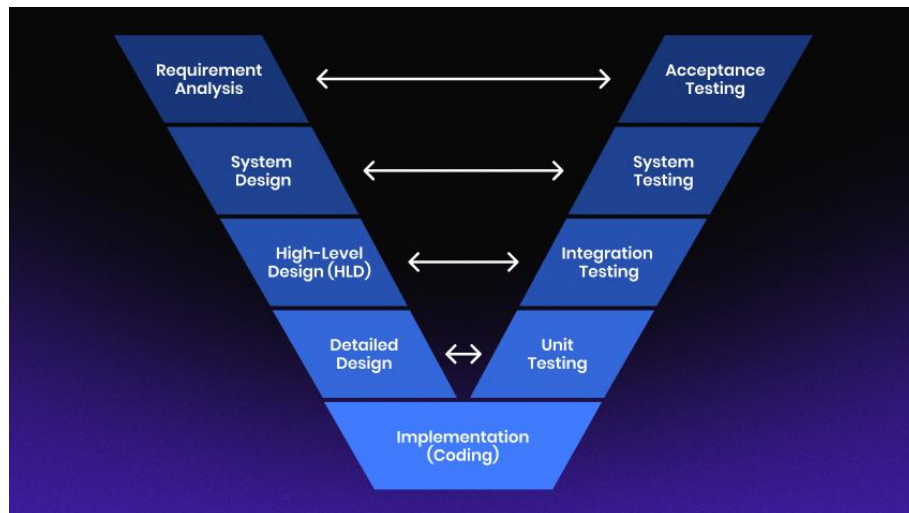 Requirement
Analysis
Acceptance
Testing
System
Design
System
Testing
High-Level
Design (HLD)
Integration
Testing
Detailed
Design
Unit
Testing
Implementation
(Coding)